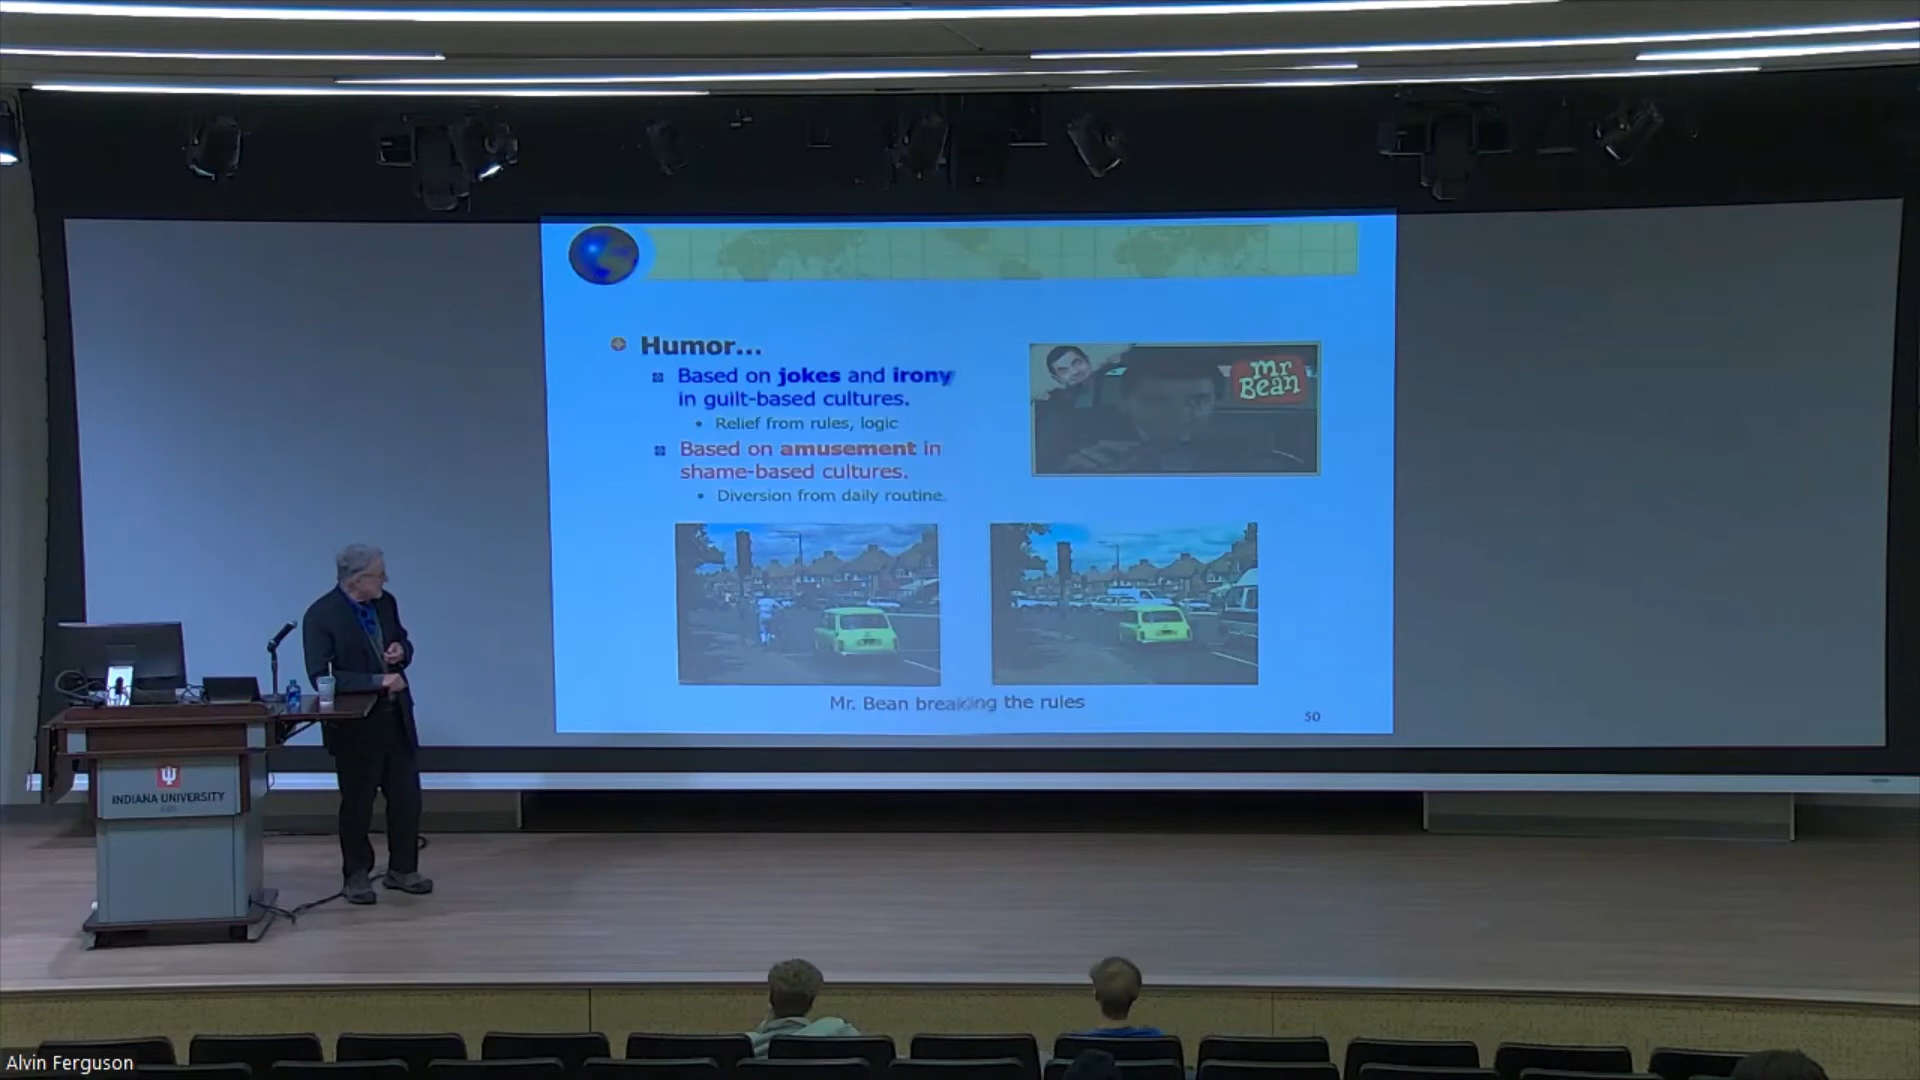 Humor...
Based on jokes and irony
in guilt-based cultures.
Relief from rules, logic
Based on amusement in
shame-based cultures.
Diversion from daily routine.
Mr
Bean
Mr. Bean breaking the rules
50
INDIANA UNIVERSITY
Alvin Ferguson